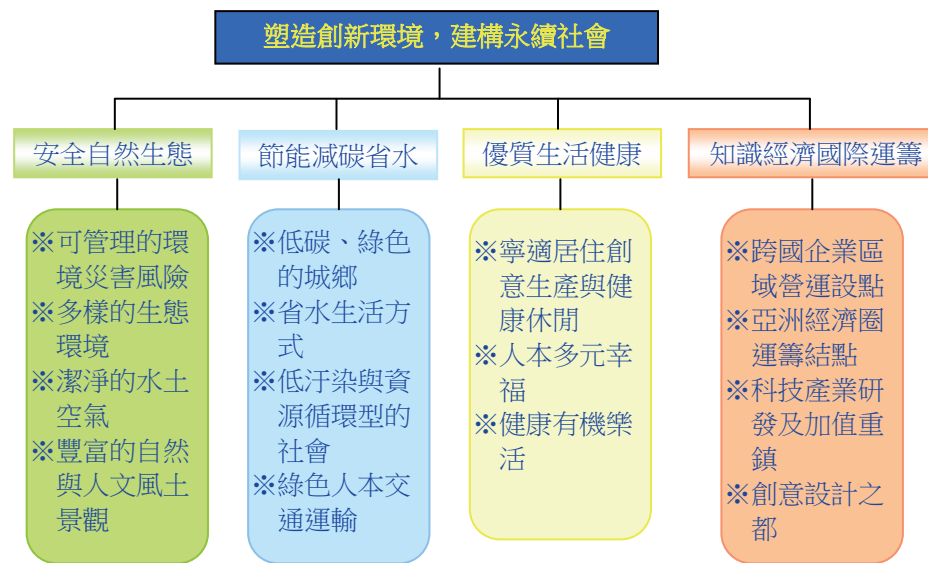 塑造創新環境，建構永續社會
安全自然生態
※可管理的環
境災害風險
※多樣的生態
環境
※潔淨的水土
空氣
※豐富的自然
與人文風土
景觀
節能減碳省水
※低碳、綠色
的城鄉
※省水生活方
式
※低汙染與資
源循環型的
社會
※綠色人本交
通運輸
優質生活健康
※寧適居住創
意生產與健
康休閒
※人本多元幸
福
※健康有機樂
活
知識經濟國際運籌
※跨國企業區
域營運設點
※亞洲經濟圈
運籌結點
※科技產業研
發及加值重
鎮
※創意設計之
都